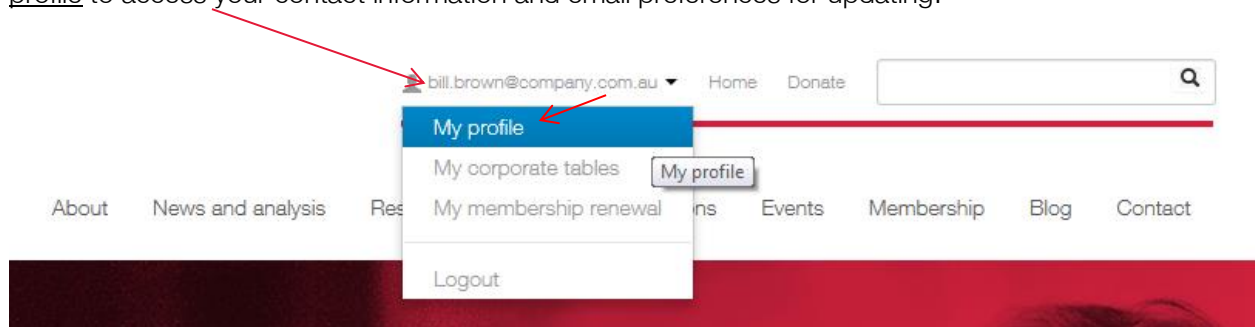 profile to access your contact information and email preferences for updating.
bill.brown@company.com.au Home Donate
My profile
My corporate tables
My profile
About News and analysis Res My membership renewal ns Events Membership Blog Contact
Logout